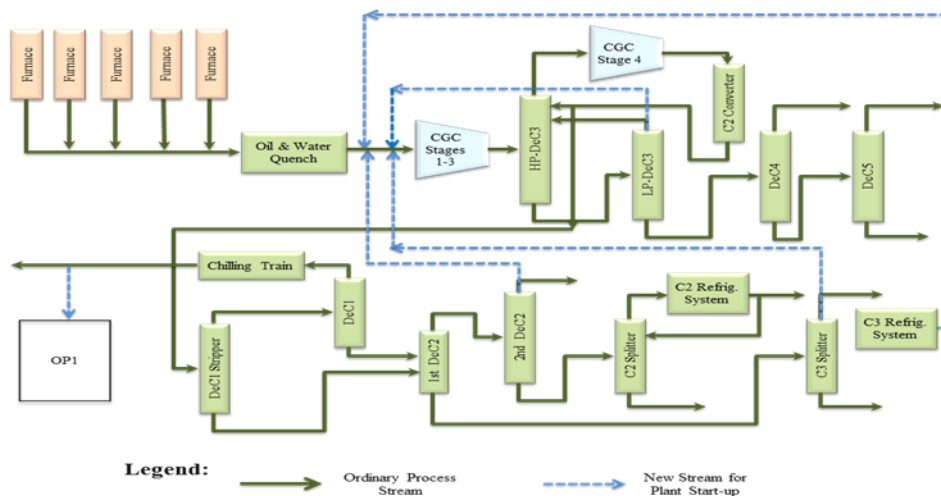 Furnace
Furnace
Furnace
Furnace
Furnace
Oil & Water
Quench
CGC
Stages
1-3
HP-DeC3
CGC
Stage 4
C2 Converter
LP-DeC3
DeC4
DeC5
Chilling Train
DeC1
OP1
DeC1 Stripper
1st DeC2
2nd DeC2
C2 Splitter
C2 Refrig.
System
C3 Splitter
C3 Refrig.
System
Legend:
Ordinary Process
Stream
New Stream for
Plant Start-up